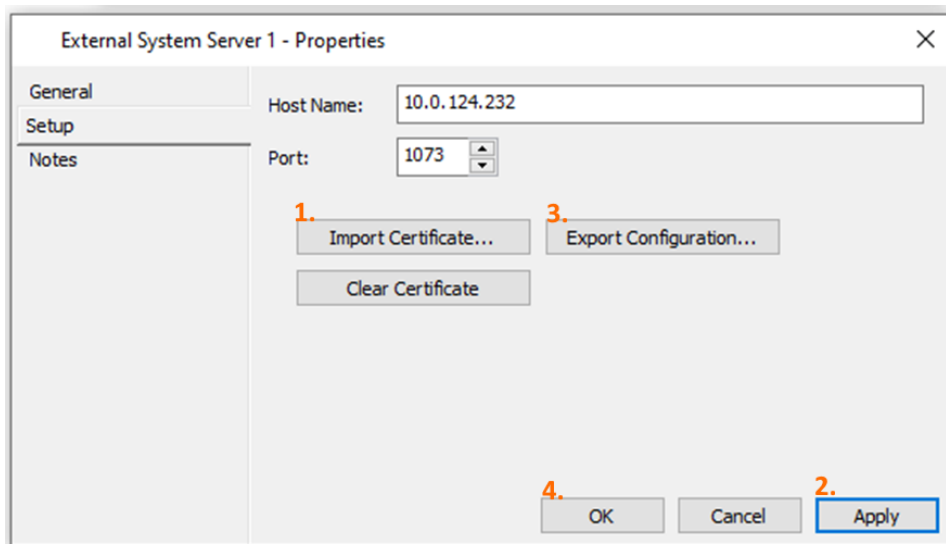 External System Server 1 - Properties
General
Setup
Notes
Host Name: 10.0.124.232
Port: 1073
1. 3.
Import Certificate... Export Configuration...
Clear Certificate
4. 2.
OK Cancel Apply